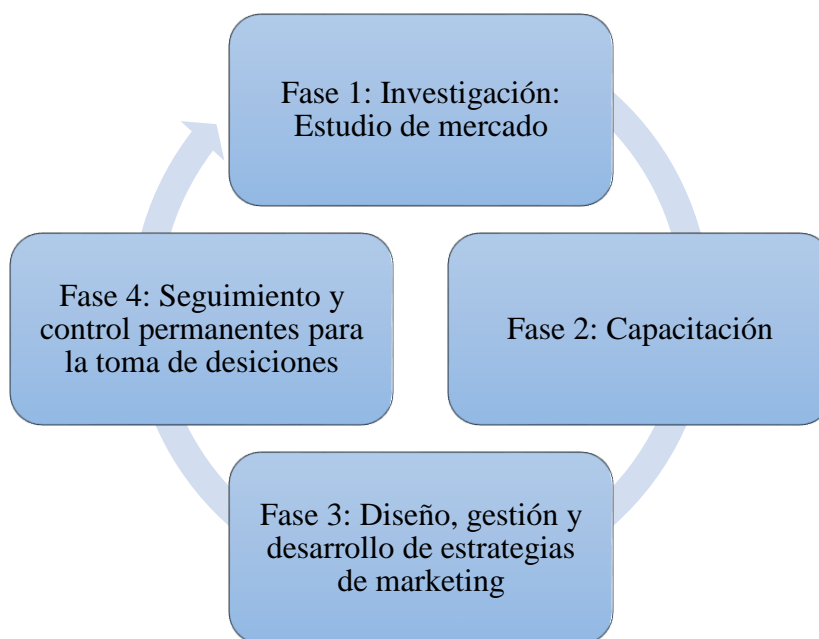 Fase 1: Investigación:
Estudio de mercado
Fase 2: Capacitación
Fase 3: Diseño, gestión y
desarrollo de estrategias
de marketing
Fase 4: Seguimiento y
control permanentes para
la toma de desiciones